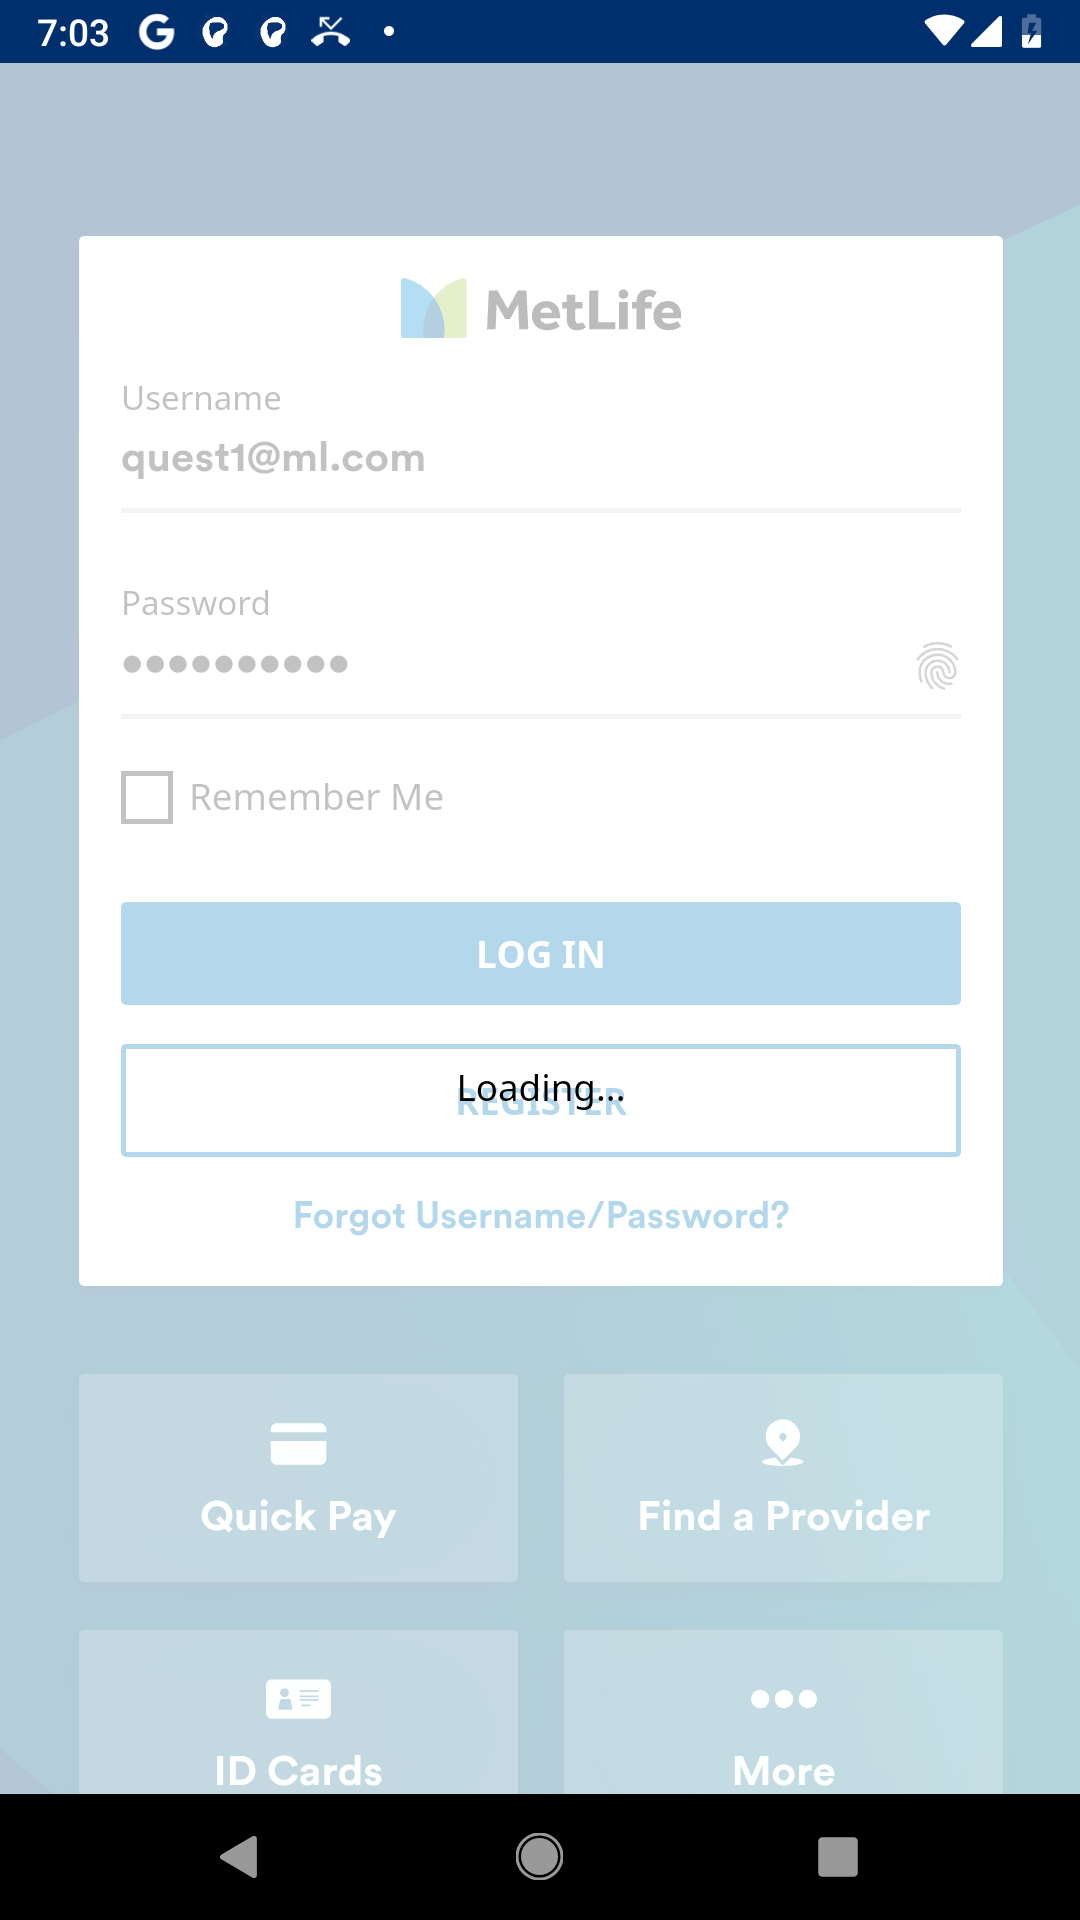 7:03
MetLife
Username
quest1@ml.com
Password
Remember Me
LOG IN
Loading...
REGISTER
Forgot Username/Password?
Quick Pay
Find a Provider
ID Cards
More